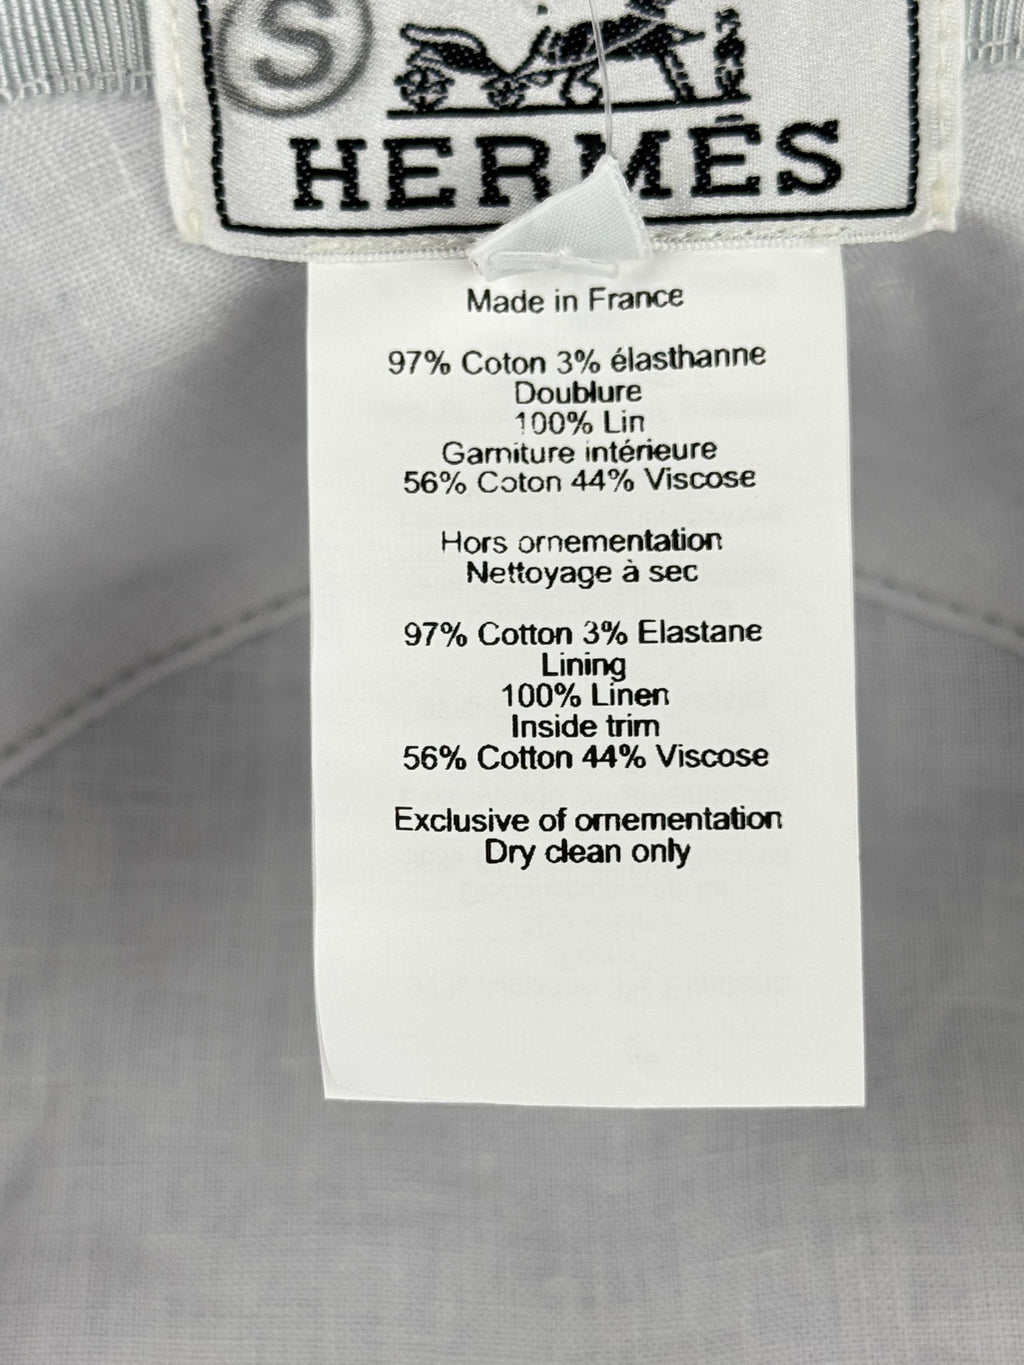 S
HERMÈS
Made in France
97% Coton 3% élasthanne
Doublure
100% Lin
Garniture intérieure
56% Coton 44% Viscose
Hors ornementation
Nettoyage à sec
97% Cotton 3% Elastane
Lining
100% Linen
Inside trim
56% Cotton 44% Viscose
Exclusive of ornementation
Dry clean only